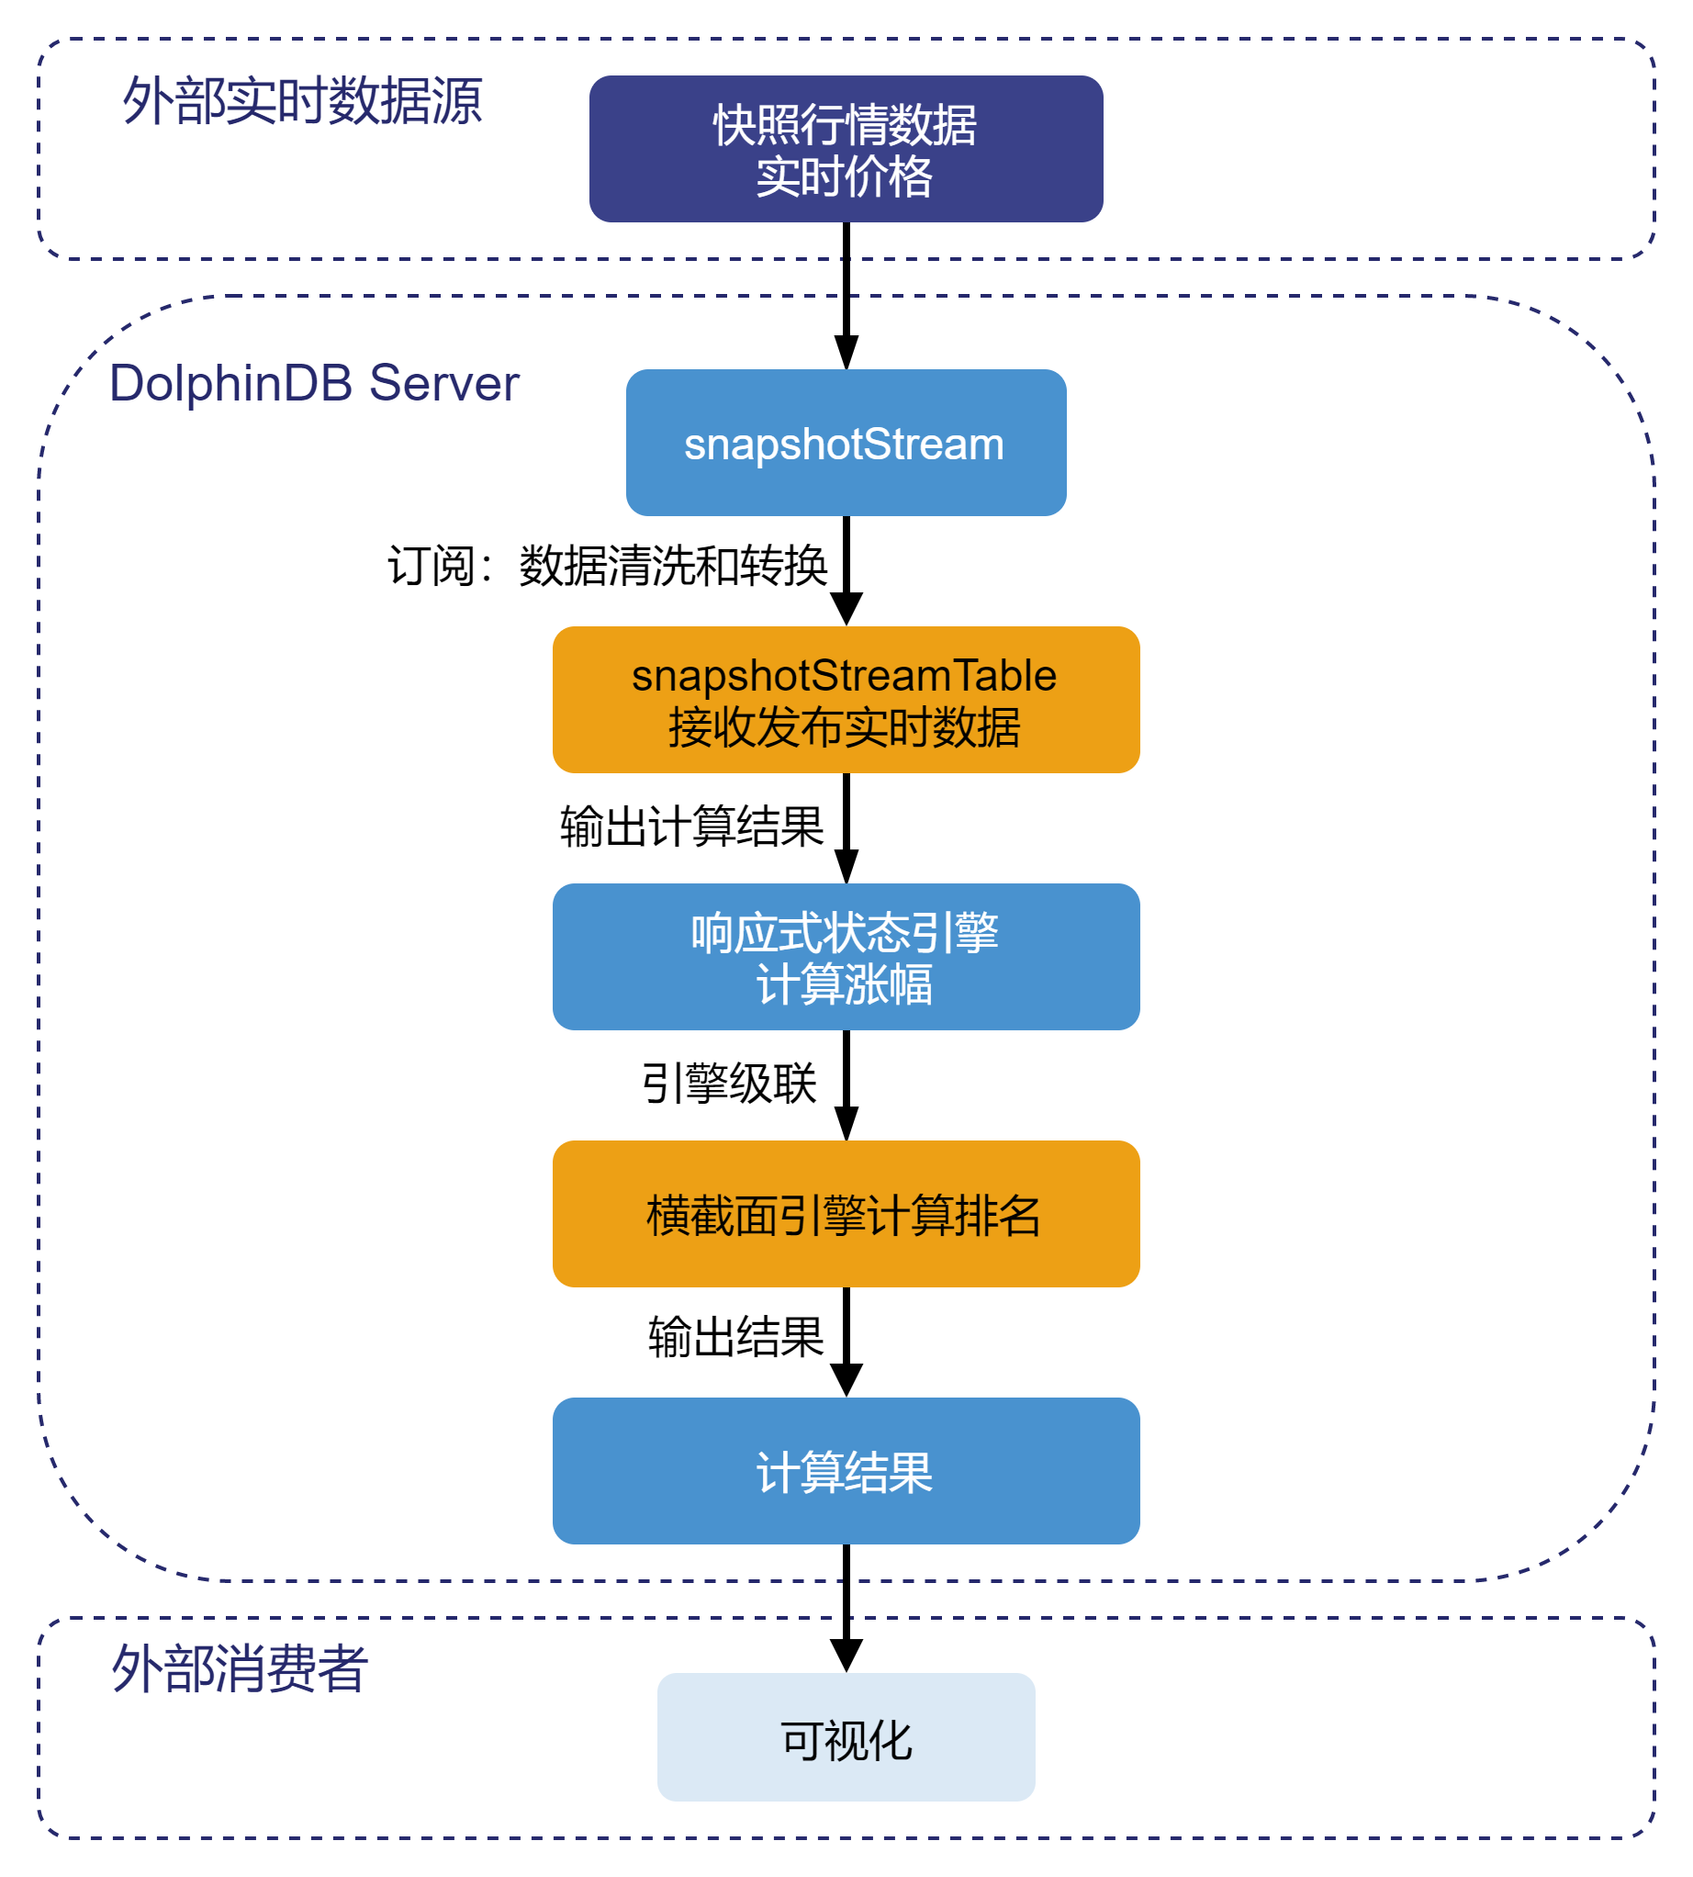 外部实时数据源
快照行情数据
实时价格
DolphinDB Server
snapshotStream
订阅：数据清洗和转换
snapshotStreamTable
接收发布实时数据
输出计算结果
响应式状态引擎
计算涨幅
引擎级联
横截面引擎计算排名
输出结果
计算结果
外部消费者
可视化